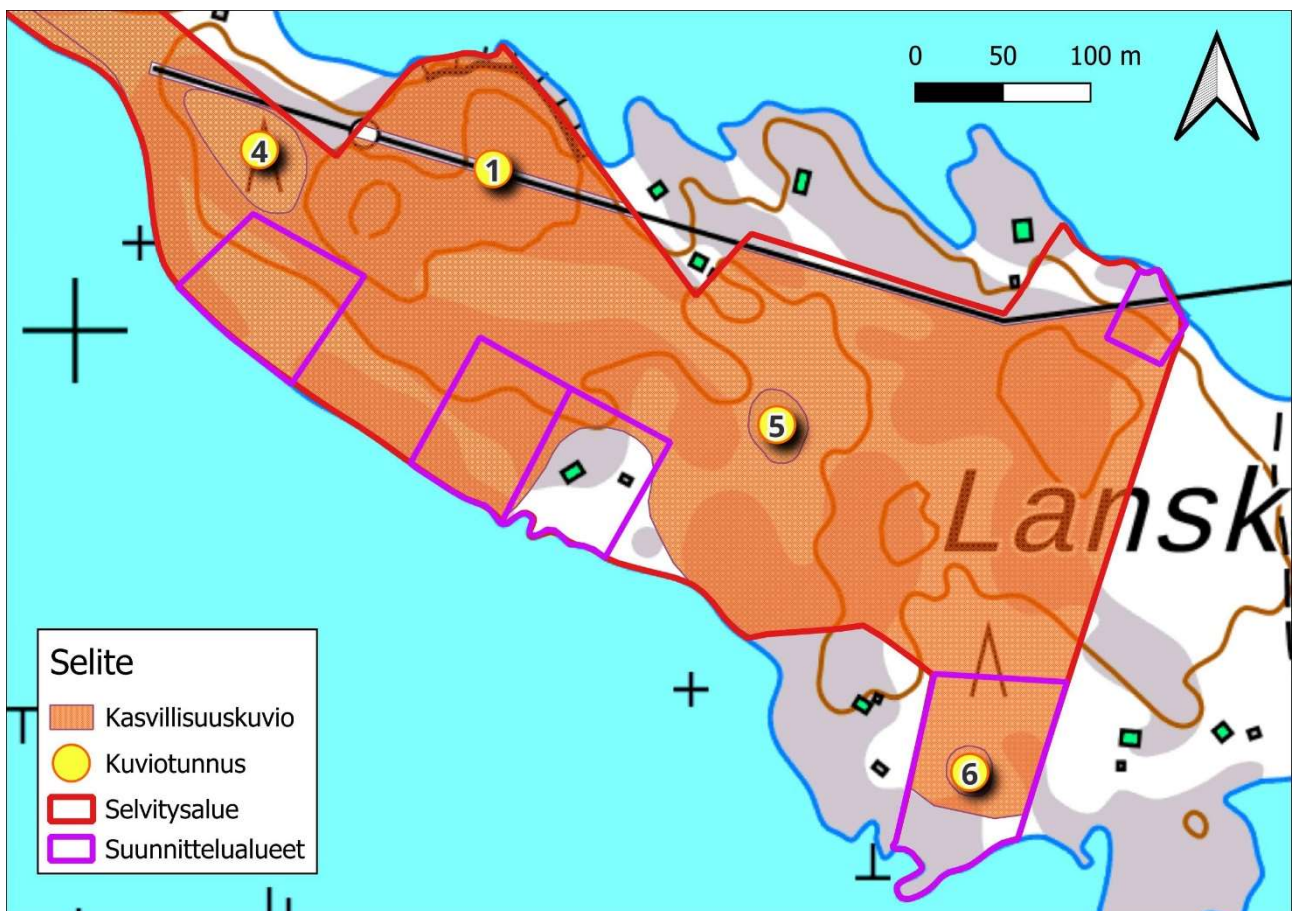 0 50 100 m
4
1
5
Lansk
6
Selite
Kasvillisuuskuvio
Kuviotunnus
Selvitysalue
Suunnittelualueet